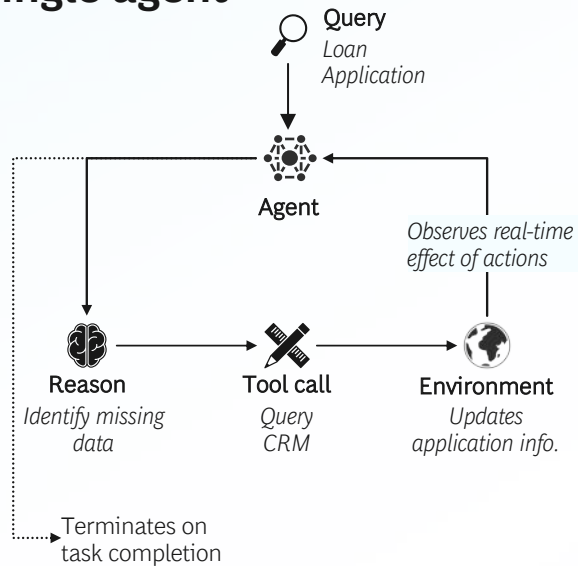 ingle agent
Query
Loan
Application
Agent
Observes real-time
effect of actions
Reason
Identify missing
data
Tool call
Query
CRM
Environment
Updates
application info.
Terminates on
task completion